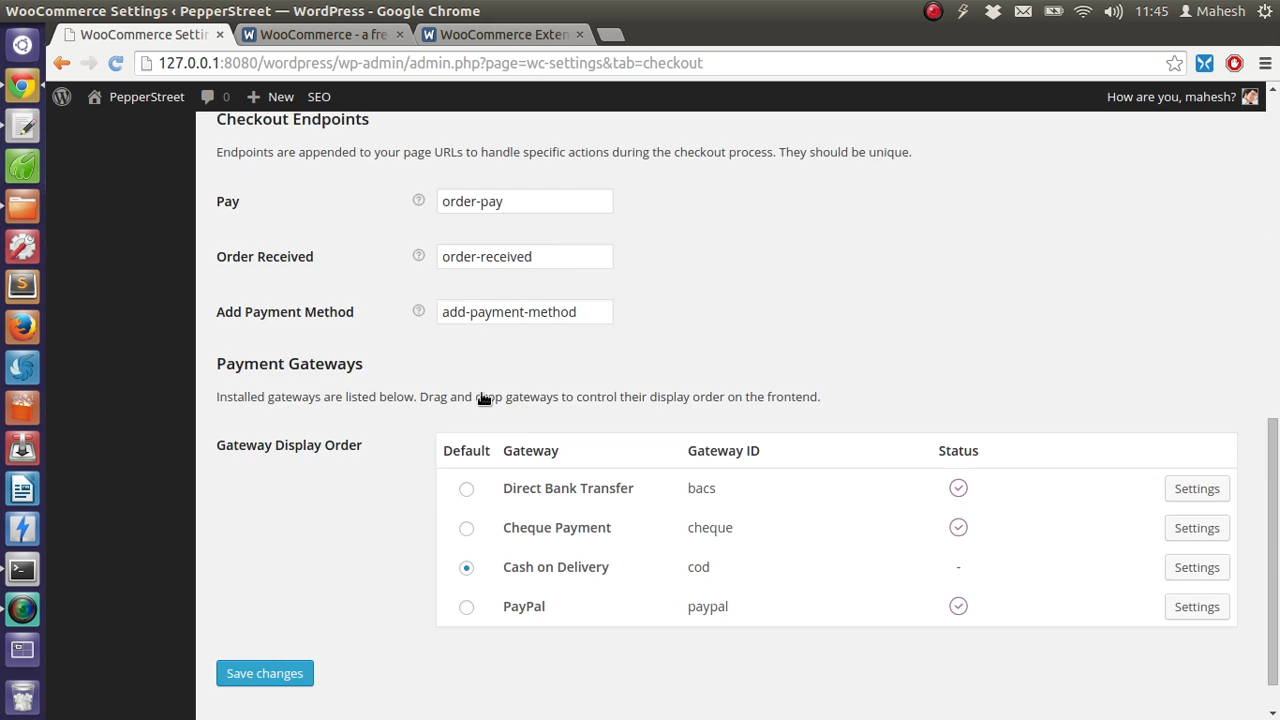 WooCommerce Settings ‹ PepperStreet — WordPress - Google Chrome
11:45
Mahesh
WooCommerce Settin
WooCommerce - a fre
WooCommerce Exten
127.0.0.1:8080/wordpress/wp-admin/admin.php?page=wc-settings&tab=checkout
PepperStreet
0
New
SEO
How are you, mahesh?
Checkout Endpoints
Endpoints are appended to your page URLs to handle specific actions during the checkout process. They should be unique.
Pay
order-pay
Order Received
order-received
Add Payment Method
add-payment-method
Payment Gateways
Installed gateways are listed below. Drag and drop gateways to control their display order on the frontend.
Gateway Display Order
Default Gateway Gateway ID Status
Direct Bank Transfer bacs Settings
Cheque Payment cheque Settings
Cash on Delivery cod - Settings
PayPal paypal Settings
Save changes